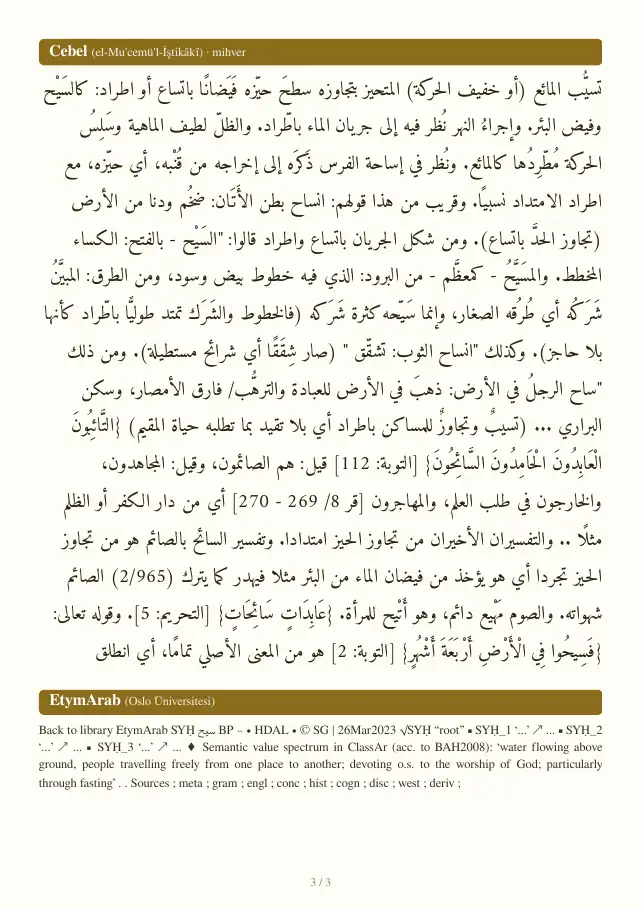 Cebel (el-Mu'cemü'l-İştikâkî) · mihver
تسيُّب المائع (أو خفيف الحركة) المتحيز بتجاوزه سطحَ حيّزه فَيَضانًا باتساع أو اطراد: كالسَيْح
وفيض البئر. وإجراءُ النهر نُظر فيه إلى جريان الماء باطّراد. والظلّ لطيف الماهية وسَلِسُ
الحركة مُطّرِدُها كالمائع. ونُظر في إساحة الفرس ذَكَرَه إلى إخراجه من قُنْبه، أي حيّزه، مع
اطراد الامتداد نسبيًا. وقريب من هذا قولهم: انساح بطن الأَتَان: ضخُم ودنا من الأرض
(تجاوز الحدَّ باتساع). ومن شكل الجريان باتساع واطراد قالوا: "السَيْح - بالفتح: الكساء
المخطط. والمسَيَّحُ - كمعظَّم - من البرود: الذي فيه خطوط بيض وسود، ومن الطرق: المبيَّنُ
شَرَكُه أي طُرقه الصغار، وإنما سَيّحه كثرة شَرَكه (فالخطوط والشَرَك تمتد طوليًّا باطّراد كأنها
بلا حاجز). وكذلك "انساح الثوب: تشقّق " (صار شِقَقًا أي شرائح مستطيلة). ومن ذلك
"ساح الرجلُ في الأرض: ذهبَ في الأرض للعبادة والترهُّب/ فارق الأمصار، وسكن
البراري ... (تسيبٌ وتجاوزٌ للمساكن باطراد أي بلا تقيد بما تطلبه حياة المقيم) {التَّائِبُونَ
الْعَابِدُونَ الْحَامِدُونَ السَّائِحُونَ} [التوبة: 112] قيل: هم الصائمون، وقيل: المجاهدون،
والخارجون في طلب العلم، والمهاجرون [قر 8/ 269 - 270] أي من دار الكفر أو الظلم
مثلًا .. والتفسيران الأخيران من تجاوز الحيز امتدادا. وتفسير السائح بالصائم هو من تجاوز
الحيز تجردا أي هو يؤخذ من فيضان الماء من البئر مثلا فيهدر كما يترك (2/965) الصائم
شهواته. والصوم مَهْيع دائم، وهو أُتيح للمرأة. {عَابِدَاتٍ سَائِحَاتٍ} [التحريم: 5]. وقوله تعالى:
{فَسِيحُوا فِي الْأَرْضِ أَرْبَعَةَ أَشْهُرٍ} [التوبة: 2] هو من المعنى الأصلي تمامًا، أي انطلق
EtymArab (Oslo Üniversitesi)
Back to library EtymArab SYḤ سيح BP – • HDAL • © SG | 26Mar2023 √SYḤ “root” ▪ SYḤ_1 ‘...’ ↗ ... ▪ SYḤ_2
‘...’ ↗ ... ▪ SYḤ_3 ‘...’ ↗ ... ♦ Semantic value spectrum in ClassAr (acc. to BAH2008): ‘water flowing above
ground, people travelling freely from one place to another; devoting o.s. to the worship of God; particularly
through fasting’ . . Sources ; meta ; gram ; engl ; conc ; hist ; cogn ; disc ; west ; deriv ;
3 / 3